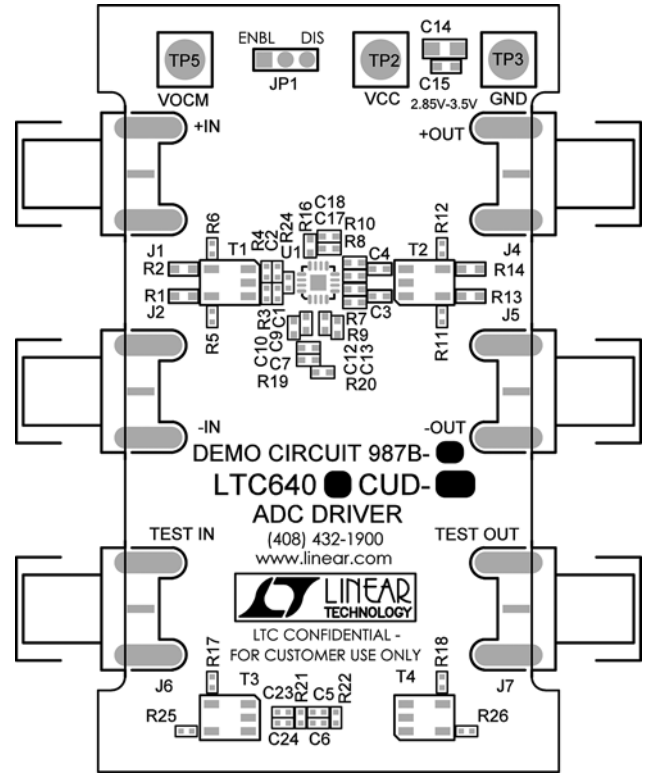 ENBL DIS
C14
TP5
TP2
TP3
JP1
C15
VOCM
VCC
2.85V-3.5V
GND
+IN
+OUT
J1
R6
T1
R4
C2
R24
U1
R16
C18
C17
R10
R8
C4
T2
R12
J4
R2
R14
R1
R13
J2
R5
R3
C1
C3
R11
J5
C10
C9
C7
R19
R7
R9
C12
C13
R20
-IN
-OUT
DEMO CIRCUIT 987B-
LTC640 CUD-
ADC DRIVER
(408) 432-1900
www.linear.com
TEST IN
TEST OUT
LINEAR
TECHNOLOGY
LTC CONFIDENTIAL -
FOR CUSTOMER USE ONLY
J6
R17
T3
R18
T4
J7
R25
C23
R21
C5
R22
C24
C6
R26